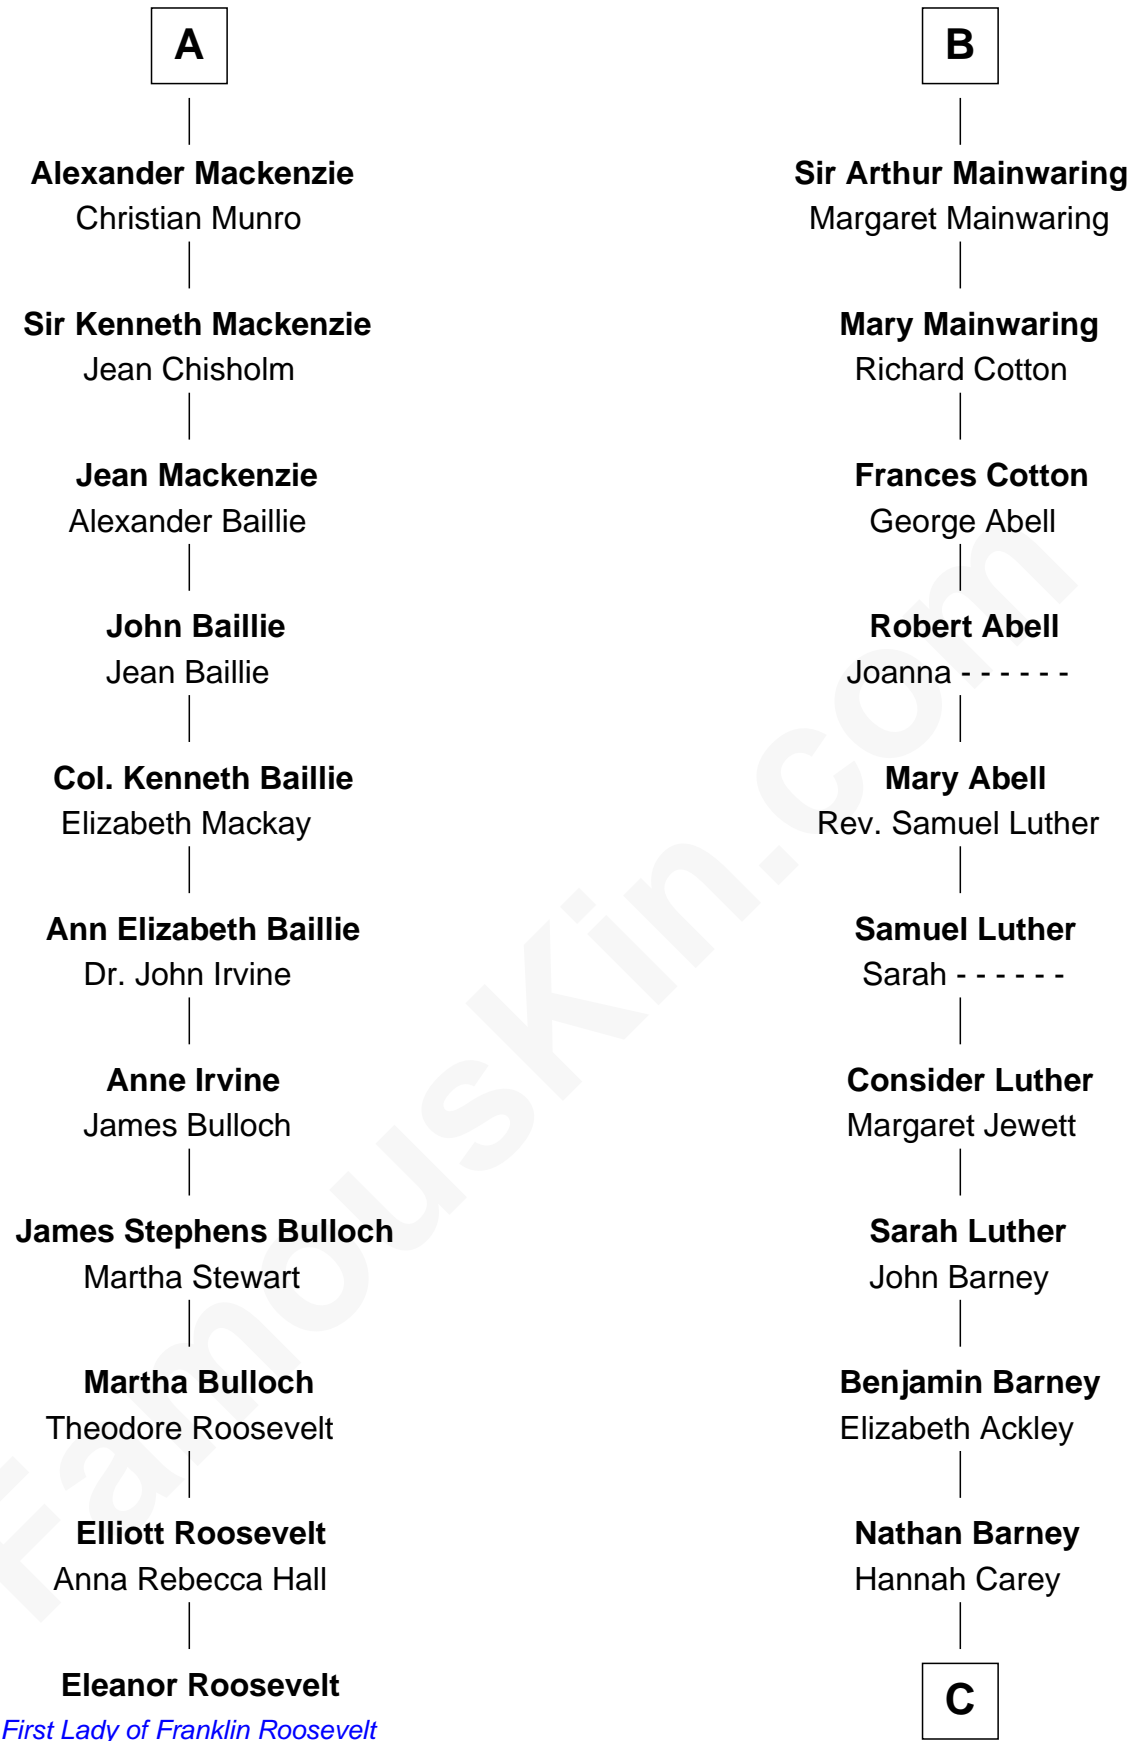 A
Alexander Mackenzie
Christian Munro
Sir Kenneth Mackenzie
Jean Chisholm
Jean Mackenzie
Alexander Baillie
John Baillie
Jean Baillie
Col. Kenneth Baillie
Elizabeth Mackay
Ann Elizabeth Baillie
Dr. John Irvine
Anne Irvine
James Bulloch
James Stephens Bulloch
Martha Stewart
Martha Bulloch
Theodore Roosevelt
Elliott Roosevelt
Anna Rebecca Hall
Eleanor Roosevelt
First Lady of Franklin Roosevelt
B
Sir Arthur Mainwaring
Margaret Mainwaring
Mary Mainwaring
Richard Cotton
Frances Cotton
George Abell
Robert Abell
Joanna - - - - - -
Mary Abell
Rev. Samuel Luther
Samuel Luther
Sarah - - - - - -
Consider Luther
Margaret Jewett
Sarah Luther
John Barney
Benjamin Barney
Elizabeth Ackley
Nathan Barney
Hannah Carey
C
FamousKin.com